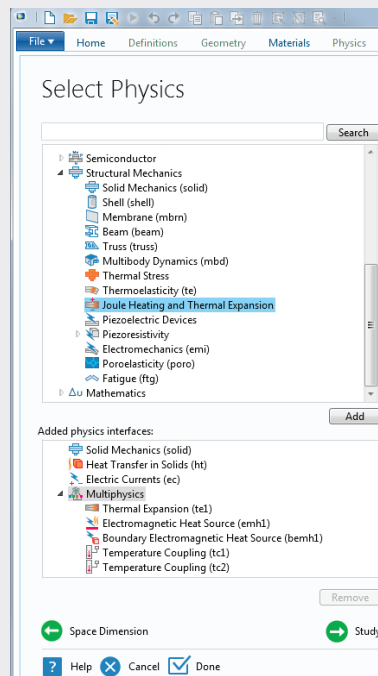 File Home Definitions Geometry Materials Physics
Select Physics
Search
Semiconductor
Structural Mechanics
Solid Mechanics (solid)
Shell (shell)
Membrane (mbrn)
Beam (beam)
Truss (truss)
Multibody Dynamics (mbd)
Thermal Stress
Thermoelasticity (te)
Joule Heating and Thermal Expansion
Piezoelectric Devices
Piezoresistivity
Electromechanics (emi)
Poroelasticity (poro)
Fatigue (ftg)
Δu Mathematics
Add
Added physics interfaces:
Solid Mechanics (solid)
Heat Transfer in Solids (ht)
Electric Currents (ec)
Multiphysics
Thermal Expansion (te1)
Electromagnetic Heat Source (emh1)
Boundary Electromagnetic Heat Source (bemh1)
Temperature Coupling (tc1)
Temperature Coupling (tc2)
Remove
Space Dimension Study
? Help Cancel Done